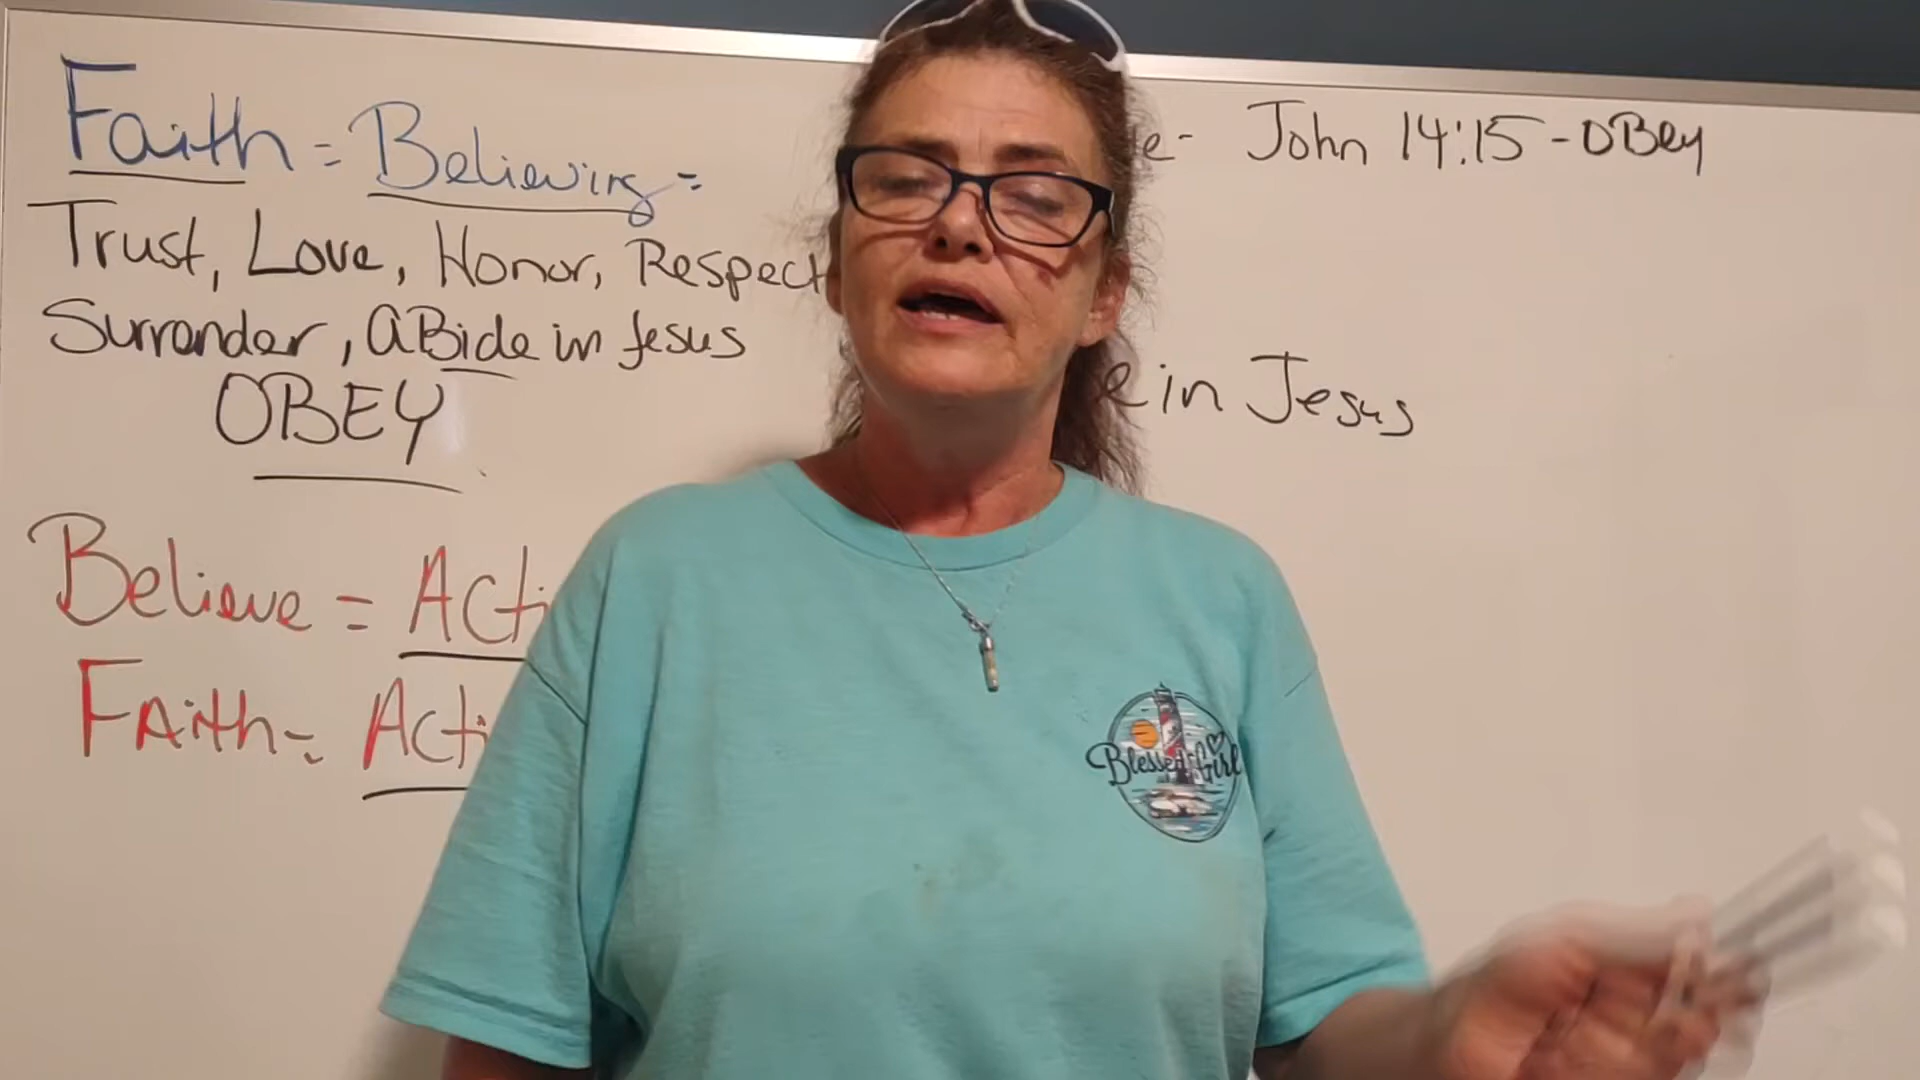 Faith = Believing =
Trust, Love, Honor, Respect
Surrender, aBide in Jesus
OBEY
Believe = Acti
FAith = Acti
e - John 14:15 - OBey
e in Jesus
Blessed Girl